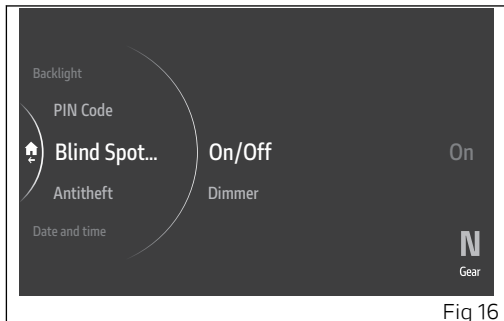 Backlight
PIN Code
Blind Spot... On/Off On
Antitheft Dimmer
Date and time
N
Gear
Fig 16